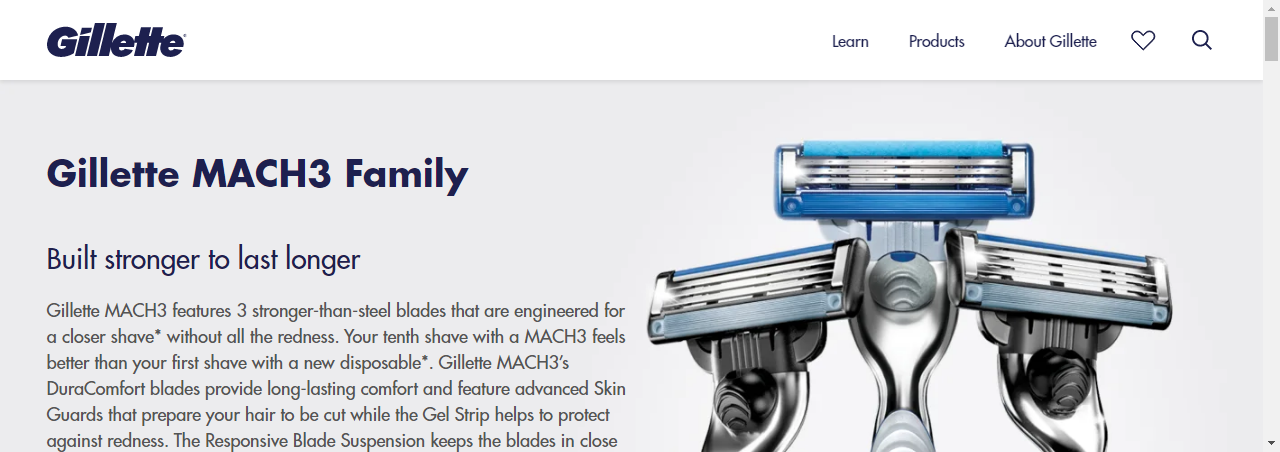 Gillette
Learn Products About Gillette
Gillette MACH3 Family
Built stronger to last longer
Gillette MACH3 features 3 stronger-than-steel blades that are engineered for
a closer shave* without all the redness. Your tenth shave with a MACH3 feels
better than your first shave with a new disposable*. Gillette MACH3’s
DuraComfort blades provide long-lasting comfort and feature advanced Skin
Guards that prepare your hair to be cut while the Gel Strip helps to protect
against redness. The Responsive Blade Suspension keeps the blades in close